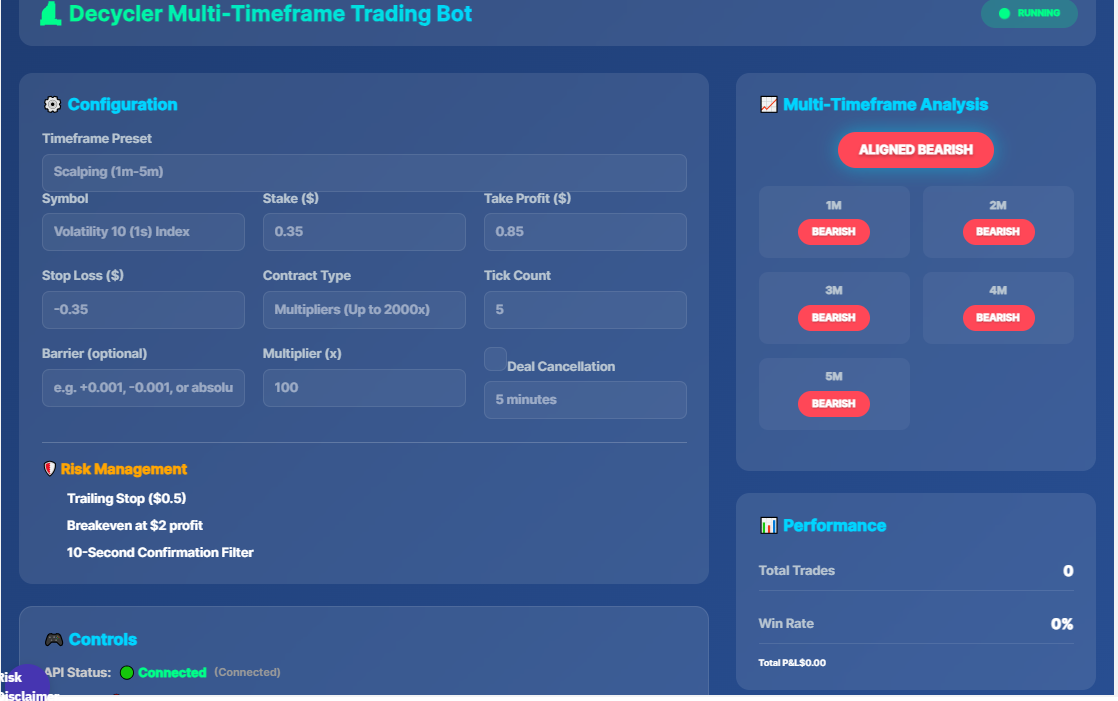 Decycler Multi-Timeframe Trading Bot
RUNNING
Configuration
Timeframe Preset
Scalping (1m-5m)
Symbol
Stake ($)
Take Profit ($)
Volatility 10 (1s) Index
0.35
0.85
Stop Loss ($)
Contract Type
Tick Count
-0.35
Multipliers (Up to 2000x)
5
Barrier (optional)
Multiplier (x)
Deal Cancellation
e.g. +0.001, -0.001, or absolu
100
5 minutes
Risk Management
Trailing Stop ($0.5)
Breakeven at $2 profit
10-Second Confirmation Filter
Controls
API Status:
Connected
(Connected)
Risk
Disclaimer
Multi-Timeframe Analysis
ALIGNED BEARISH
1M
2M
BEARISH
BEARISH
3M
4M
BEARISH
BEARISH
5M
BEARISH
Performance
Total Trades
0
Win Rate
0%
Total P&L$0.00